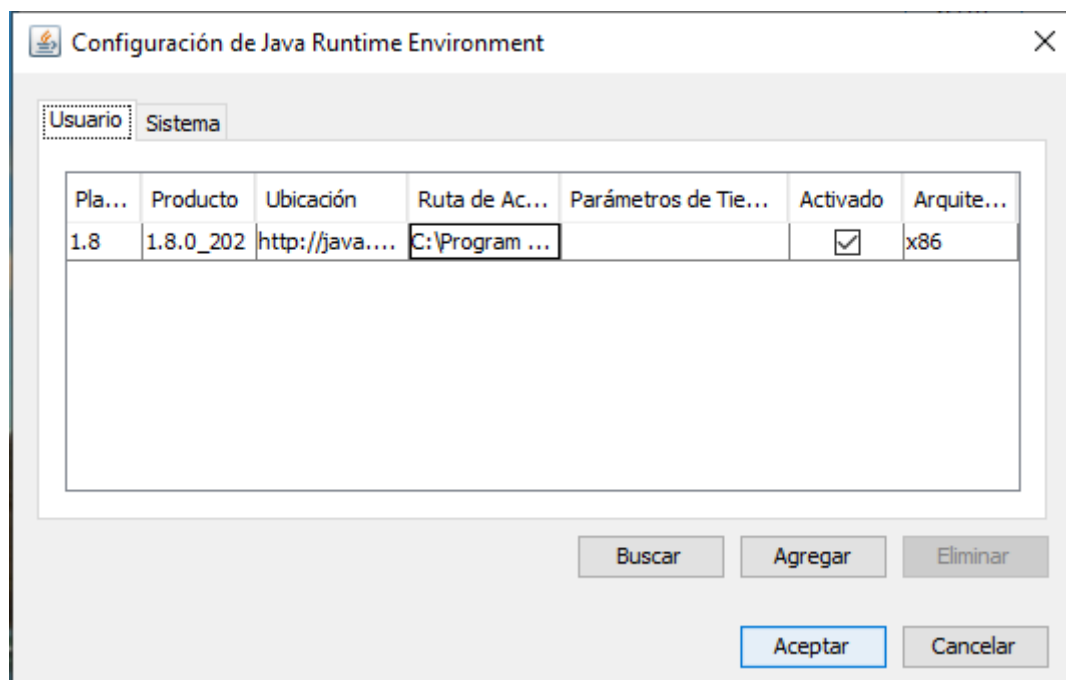 Configuración de Java Runtime Environment
Usuario Sistema
Pla... Producto Ubicación Ruta de Ac... Parámetros de Tie... Activado Arquite...
1.8 1.8.0_202 http://java.... C:\Program ... x86
Buscar Agregar Eliminar
Aceptar Cancelar